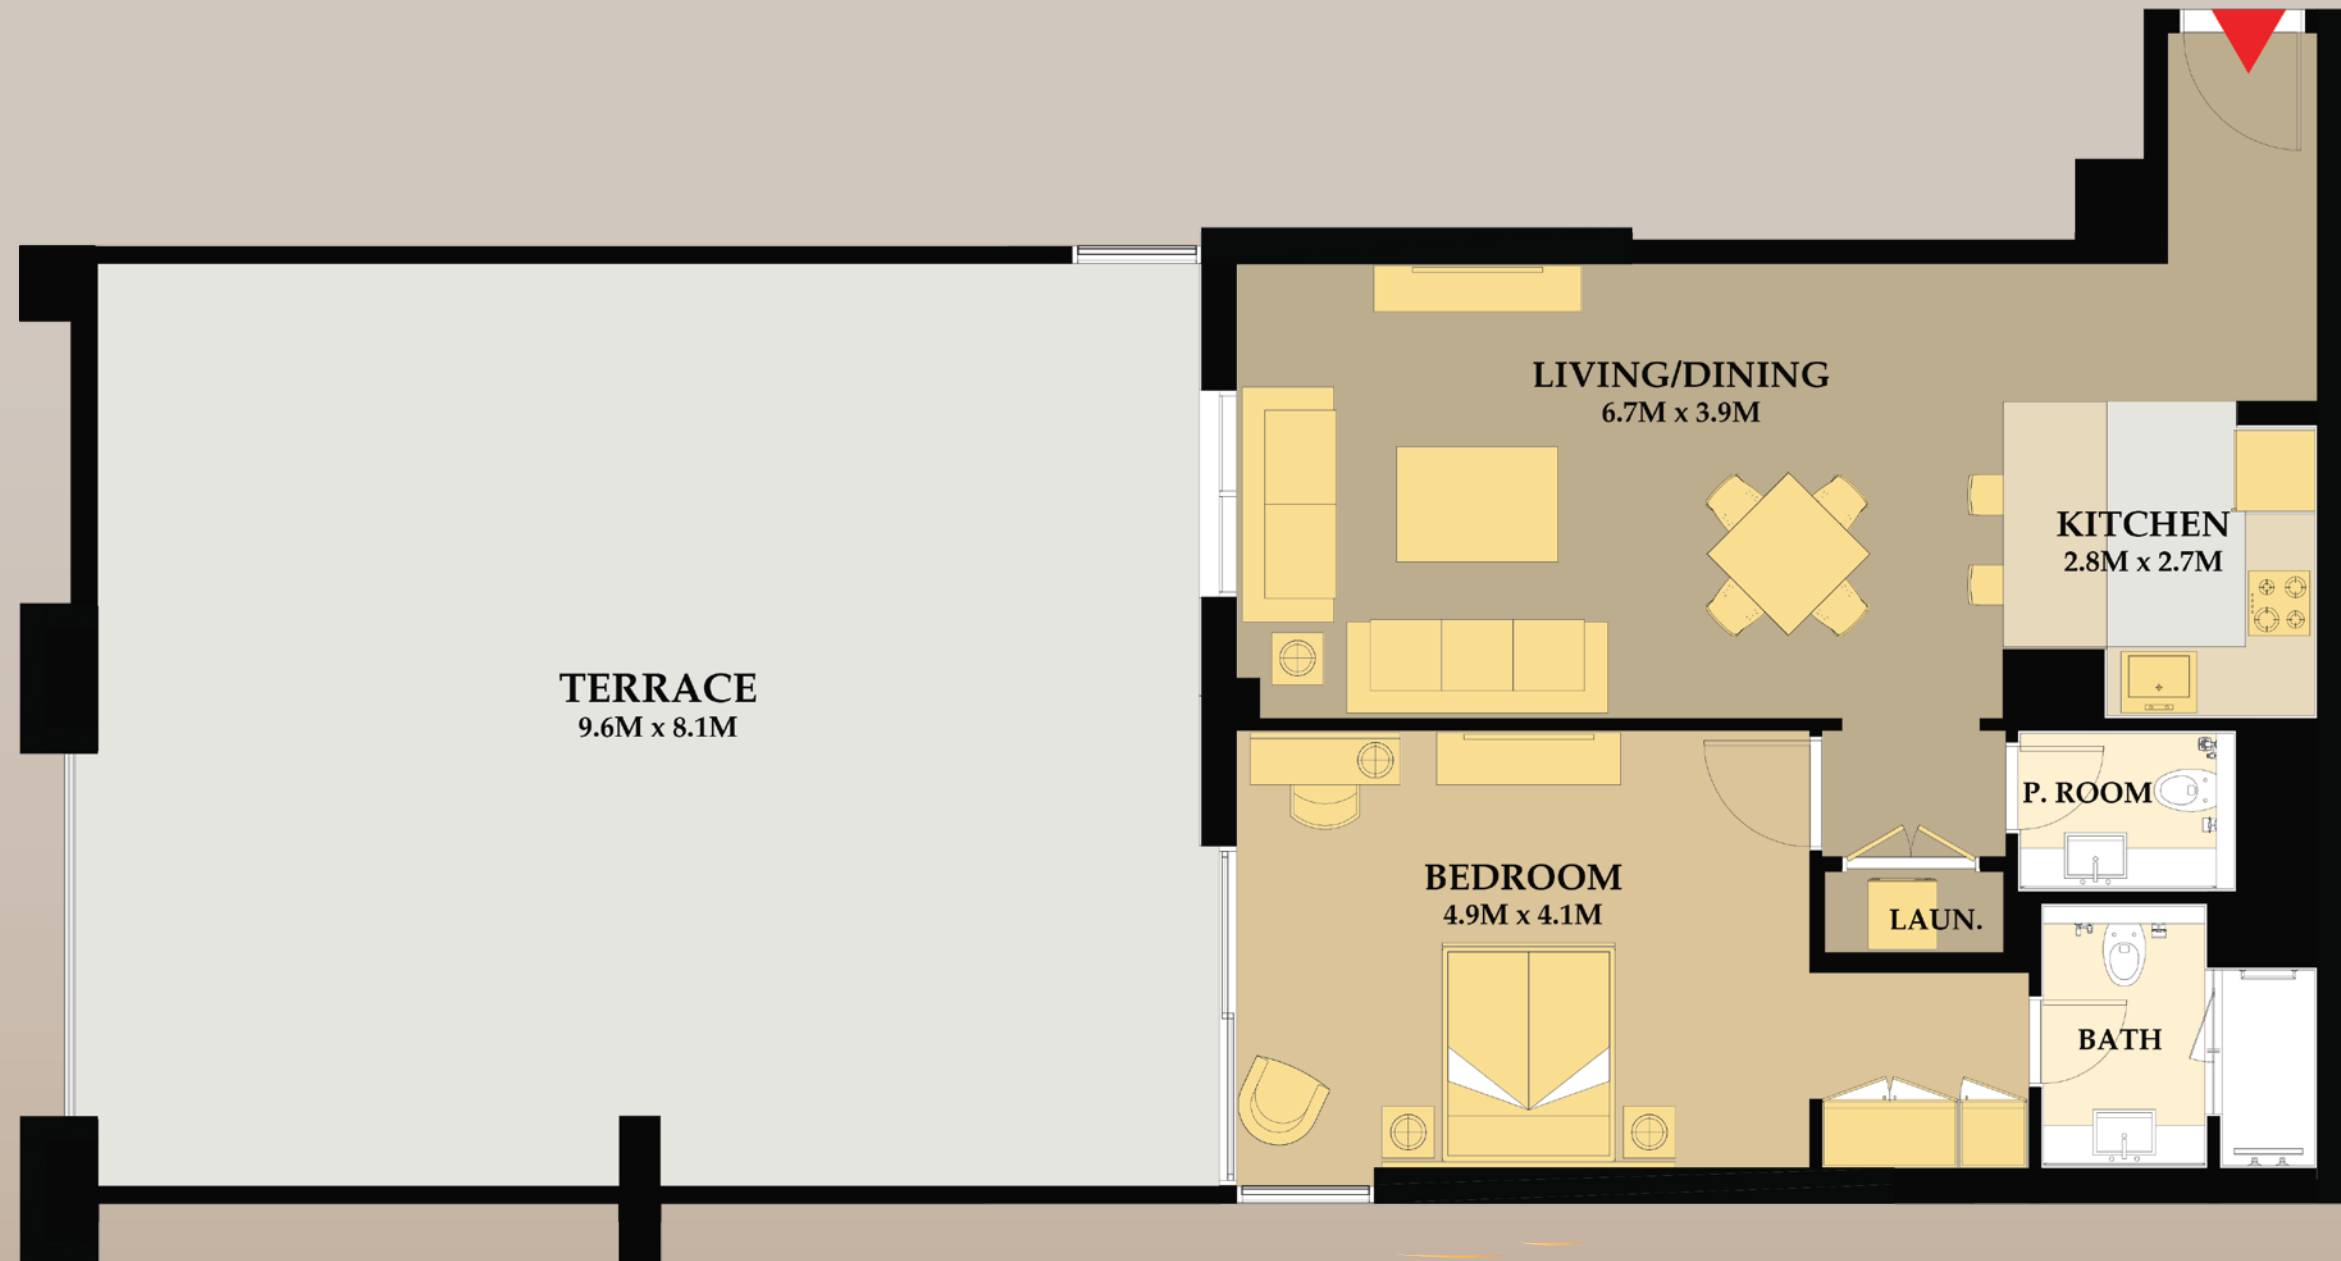 LIVING/DINING
6.7M x 3.9M
KITCHEN
2.8M x 2.7M
TERRACE
9.6M x 8.1M
P. ROOM
BEDROOM
4.9M x 4.1M
LAUN.
BATH